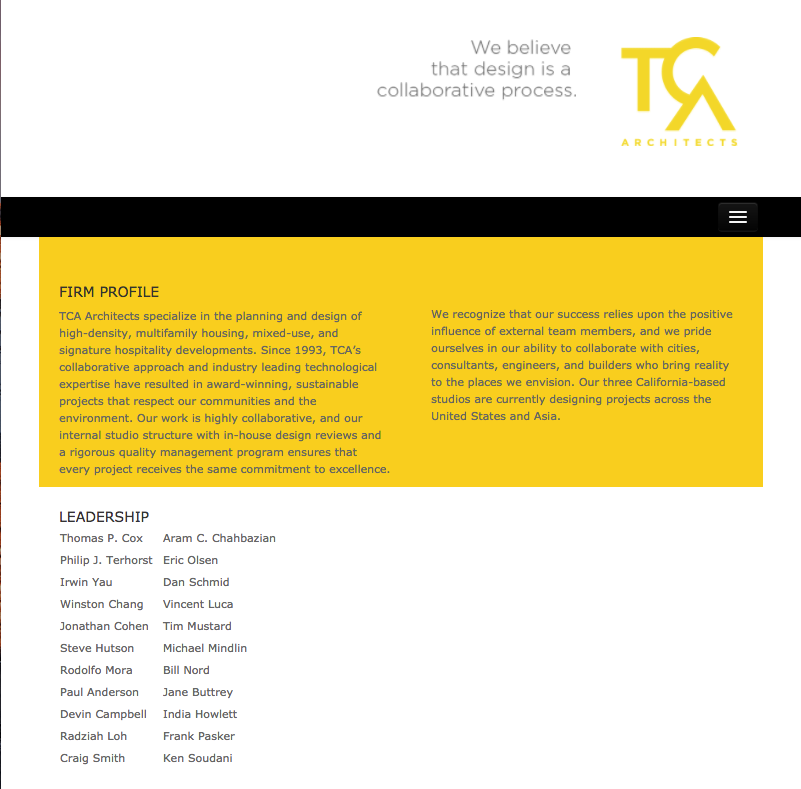 We believe
that design is a
collaborative process.
TCA
ARCHITECTS
FIRM PROFILE
TCA Architects specialize in the planning and design of
high-density, multifamily housing, mixed-use, and
signature hospitality developments. Since 1993, TCA’s
collaborative approach and industry leading technological
expertise have resulted in award-winning, sustainable
projects that respect our communities and the
environment. Our work is highly collaborative, and our
internal studio structure with in-house design reviews and
a rigorous quality management program ensures that
every project receives the same commitment to excellence.
We recognize that our success relies upon the positive
influence of external team members, and we pride
ourselves in our ability to collaborate with cities,
consultants, engineers, and builders who bring reality
to the places we envision. Our three California-based
studios are currently designing projects across the
United States and Asia.
LEADERSHIP
Thomas P. Cox Aram C. Chahbazian
Philip J. Terhorst Eric Olsen
Irwin Yau Dan Schmid
Winston Chang Vincent Luca
Jonathan Cohen Tim Mustard
Steve Hutson Michael Mindlin
Rodolfo Mora Bill Nord
Paul Anderson Jane Buttrey
Devin Campbell India Howlett
Radziah Loh Frank Pasker
Craig Smith Ken Soudani